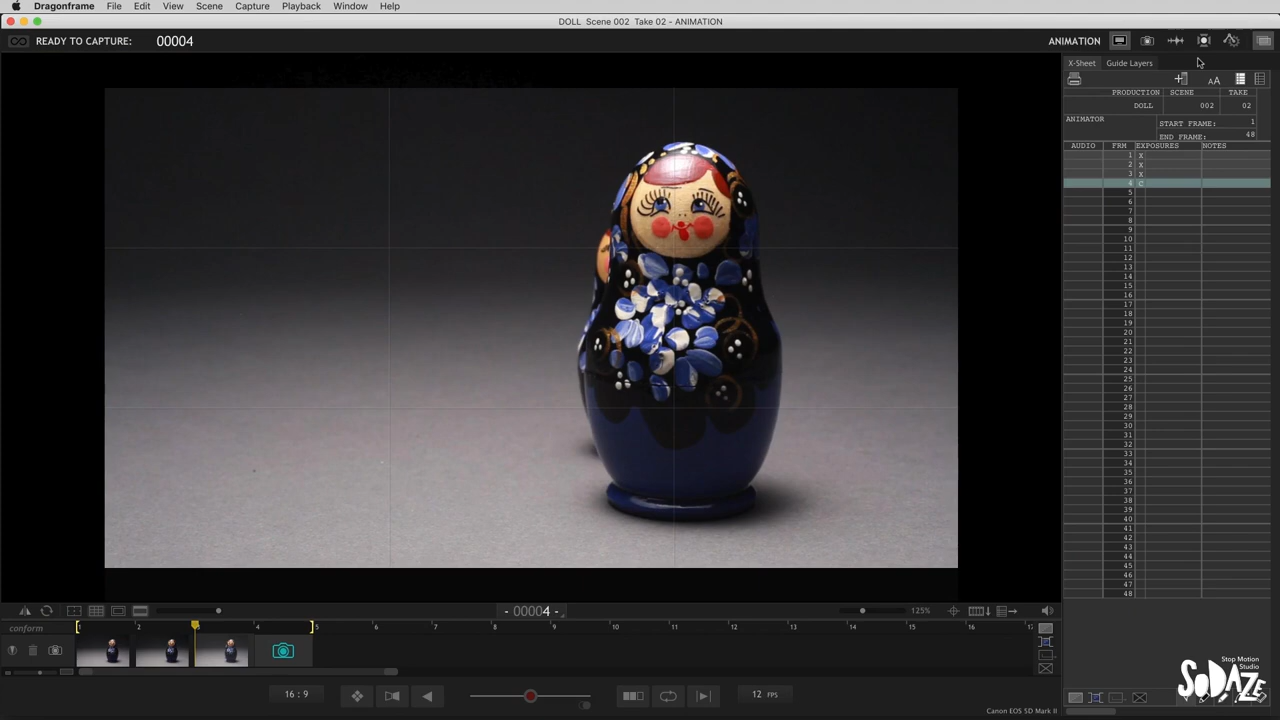 Dragonframe File Edit View Scene Capture Playback Window Help
DOLL Scene 002 Take 02 - ANIMATION
READY TO CAPTURE: 00004
ANIMATION
X-Sheet Guide Layers
AA
PRODUCTION SCENE TAKE
DOLL 002 02
ANIMATOR
START FRAME: 1
END FRAME: 48
AUDIO FRM EXPOSURES NOTES
1 X
2 X
3 X
4 C
5
6
7
8
9
10
11
12
13
14
15
16
17
18
19
20
21
22
23
24
25
26
27
28
29
30
31
32
33
34
35
36
37
38
39
40
41
42
43
44
45
46
47
48
- 00004 -
125%
conform
2 4 5 6 7 8 9 10 11 12 13 14 15 16
16 : 9
12 FPS
Canon EOS 5D Mark II
Stop Motion
Studio
SODAZE